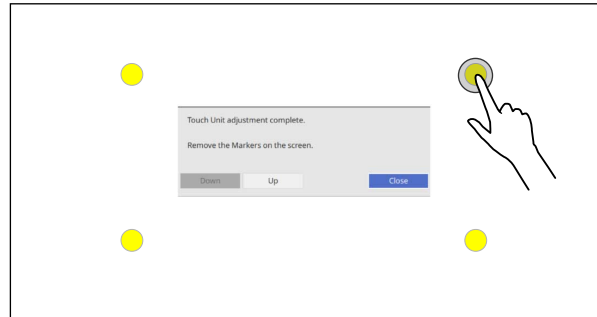 Touch Unit adjustment complete.
Remove the Markers on the screen.
Down Up Close